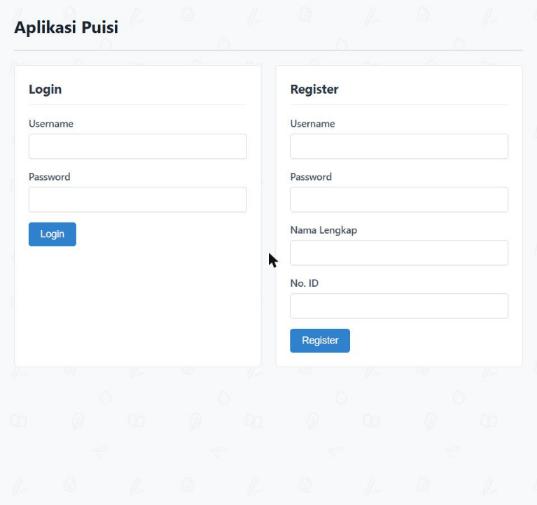 Aplikasi Puisi
Login
Username
Password
Login
Register
Username
Password
Nama Lengkap
No. ID
Register